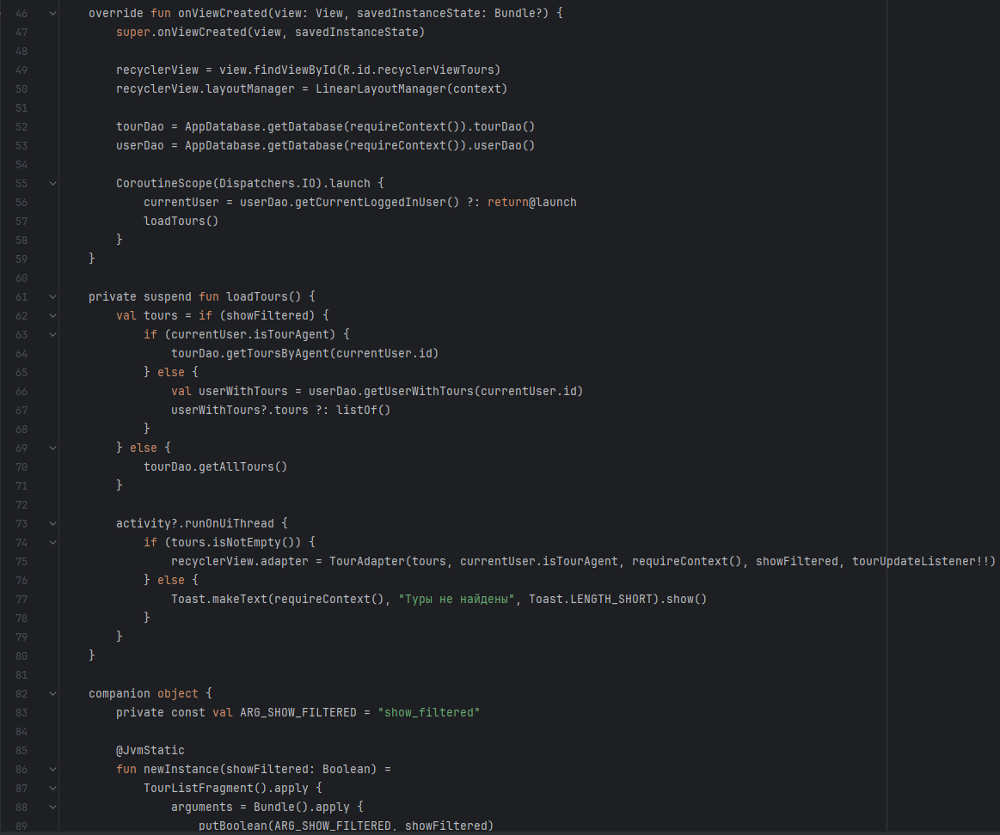 46 override fun onViewCreated(view: View, savedInstanceState: Bundle?) {
47 super.onViewCreated(view, savedInstanceState)
48
49 recyclerView = view.findViewById(R.id.recyclerViewTours)
50 recyclerView.layoutManager = LinearLayoutManager(context)
51
52 tourDao = AppDatabase.getDatabase(requireContext()).tourDao()
53 userDao = AppDatabase.getDatabase(requireContext()).userDao()
54
55 CoroutineScope(Dispatchers.IO).launch {
56 currentUser = userDao.getCurrentLoggedInUser() ?: return@launch
57 loadTours()
58 }
59 }
60
61 private suspend fun loadTours() {
62 val tours = if (showFiltered) {
63 if (currentUser.isTourAgent) {
64 tourDao.getToursByAgent(currentUser.id)
65 } else {
66 val userWithTours = userDao.getUserWithTours(currentUser.id)
67 userWithTours?.tours ?: listOf()
68 }
69 } else {
70 tourDao.getAllTours()
71 }
72
73 activity?.runOnUiThread {
74 if (tours.isNotEmpty()) {
75 recyclerView.adapter = TourAdapter(tours, currentUser.isTourAgent, requireContext(), showFiltered, tourUpdateListener!!)
76 } else {
77 Toast.makeText(requireContext(), "Туры не найдены", Toast.LENGTH_SHORT).show()
78 }
79 }
80 }
81
82 companion object {
83 private const val ARG_SHOW_FILTERED = "show_filtered"
84
85 @JvmStatic
86 fun newInstance(showFiltered: Boolean) =
87 TourListFragment().apply {
88 arguments = Bundle().apply {
89 putBoolean(ARG_SHOW_FILTERED, showFiltered)